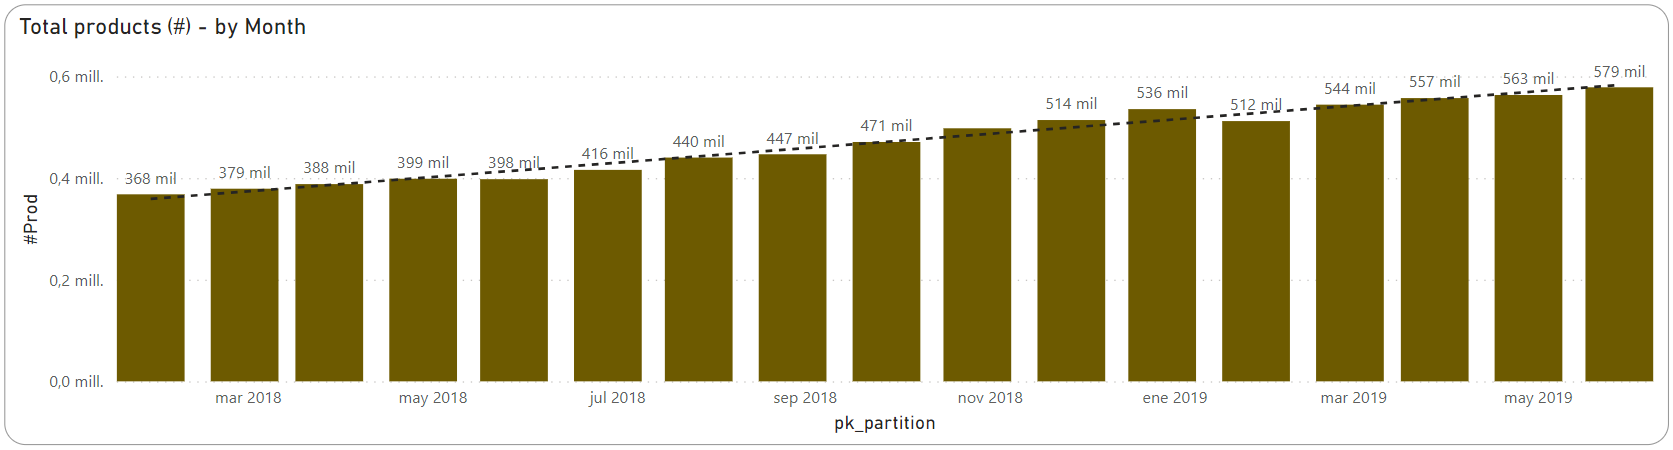 Total products (#) - by Month
0,6 mill.
0,4 mill.
0,2 mill.
0,0 mill.
#Prod
368 mil
379 mil
388 mil
399 mil
398 mil
416 mil
440 mil
447 mil
471 mil
514 mil
536 mil
512 mil
544 mil
557 mil
563 mil
579 mil
mar 2018
may 2018
jul 2018
sep 2018
nov 2018
ene 2019
mar 2019
may 2019
pk_partition